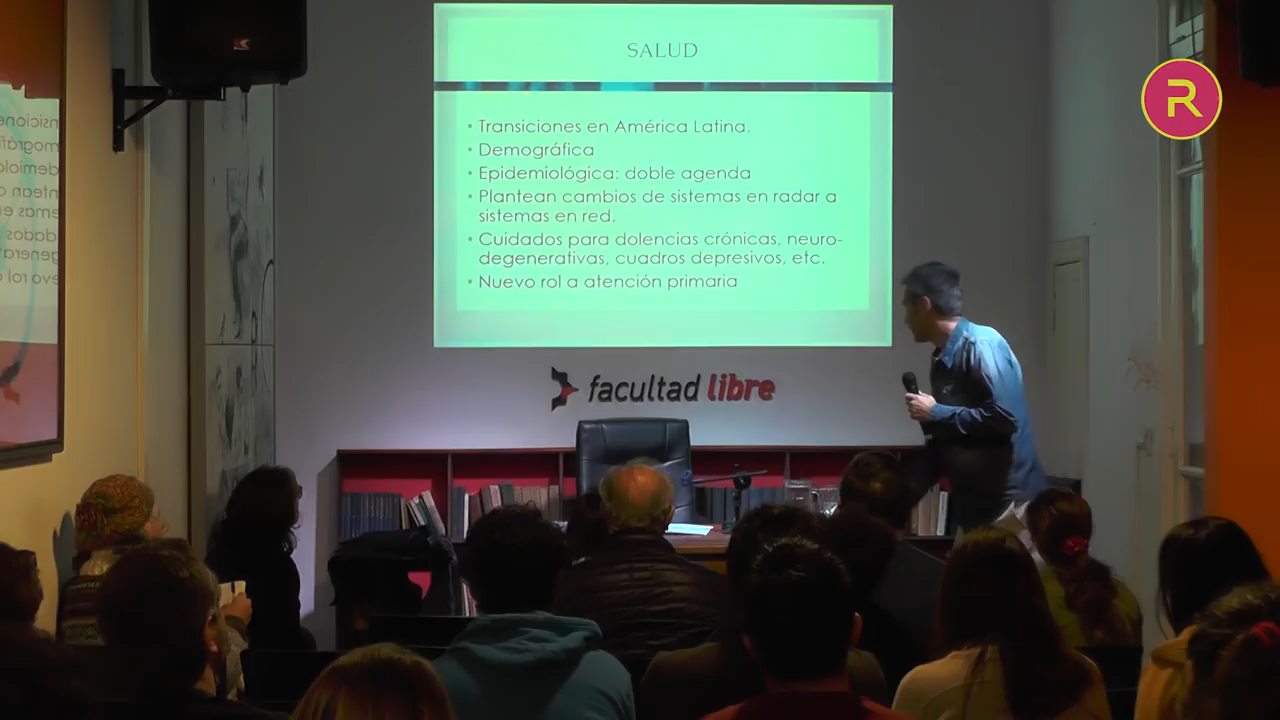 SALUD
• Transiciones en América Latina.
• Demográfica
• Epidemiológica: doble agenda
• Plantean cambios de sistemas en radar a
sistemas en red.
• Cuidados para dolencias crónicas, neuro-
degenerativas, cuadros depresivos, etc.
• Nuevo rol a atención primaria
facultad libre
R